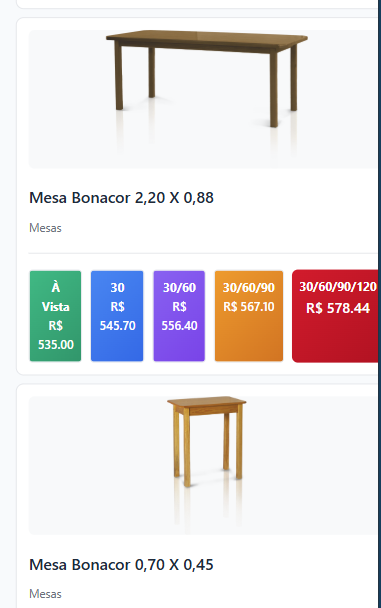 Mesa Bonacor 2,20 X 0,88
Mesas
À
Vista
R$
535.00
30
R$
545.70
30/60
R$
556.40
30/60/90
R$ 567.10
30/60/90/120
R$ 578.44
Mesa Bonacor 0,70 X 0,45
Mesas